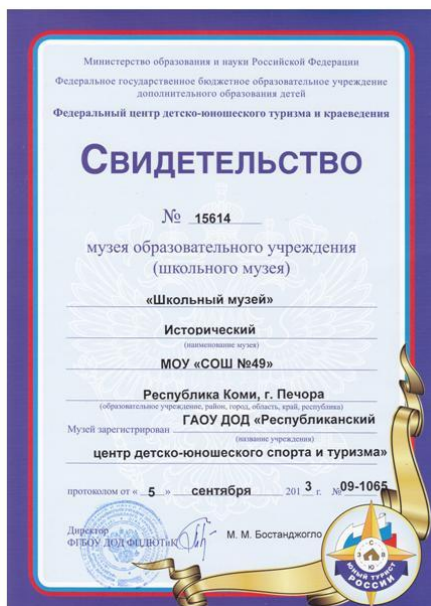 Министерство образования и науки Российской Федерации
Федеральное государственное бюджетное образовательное учреждение
дополнительного образования детей
Федеральный центр детско-юношеского туризма и краеведения
СВИДЕТЕЛЬСТВО
№ 15614
музея образовательного учреждения
(школьного музея)
«Школьный музей»
Исторический
(наименование музея)
МОУ «СОШ №49»
Республика Коми, г. Печора
(образовательное учреждение, район, город, область, край, республика)
Музей зарегистрирован ГАОУ ДОД «Республиканский
(название учреждения)
центр детско-юношеского спорта и туризма»
протоколом от « 5 » сентября 2013 г. №09-1065
Директор
ФГБОУ ДОД ФЦДЮТиК М. М. Бостанджогло
С
З В
Ю
ЮНЫЙ ТУРИСТ
РОССИИ